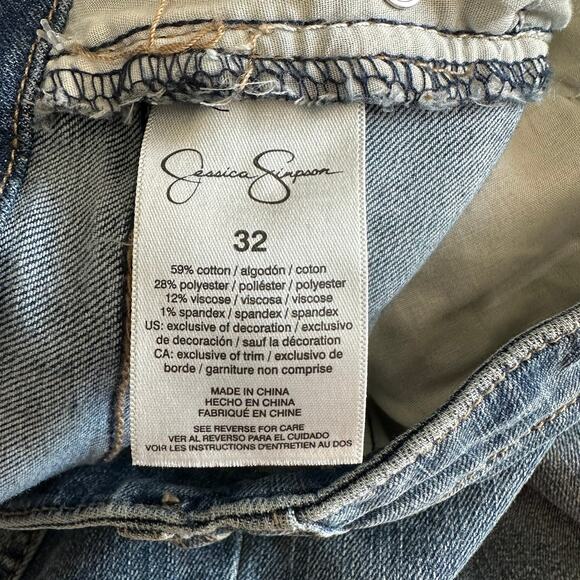 Jessica Simpson
32
59% cotton / algodón / coton
28% polyester / poliéster / polyester
12% viscose / viscosa / viscose
1% spandex / spandex / spandex
US: exclusive of decoration / exclusivo
de decoración / sauf la décoration
CA: exclusive of trim / exclusivo de
borde / garniture non comprise
MADE IN CHINA
HECHO EN CHINA
FABRIQUÉ EN CHINE
SEE REVERSE FOR CARE
VER AL REVERSO PARA EL CUIDADO
VOIR LES INSTRUCTIONS D'ENTRETIEN AU DOS